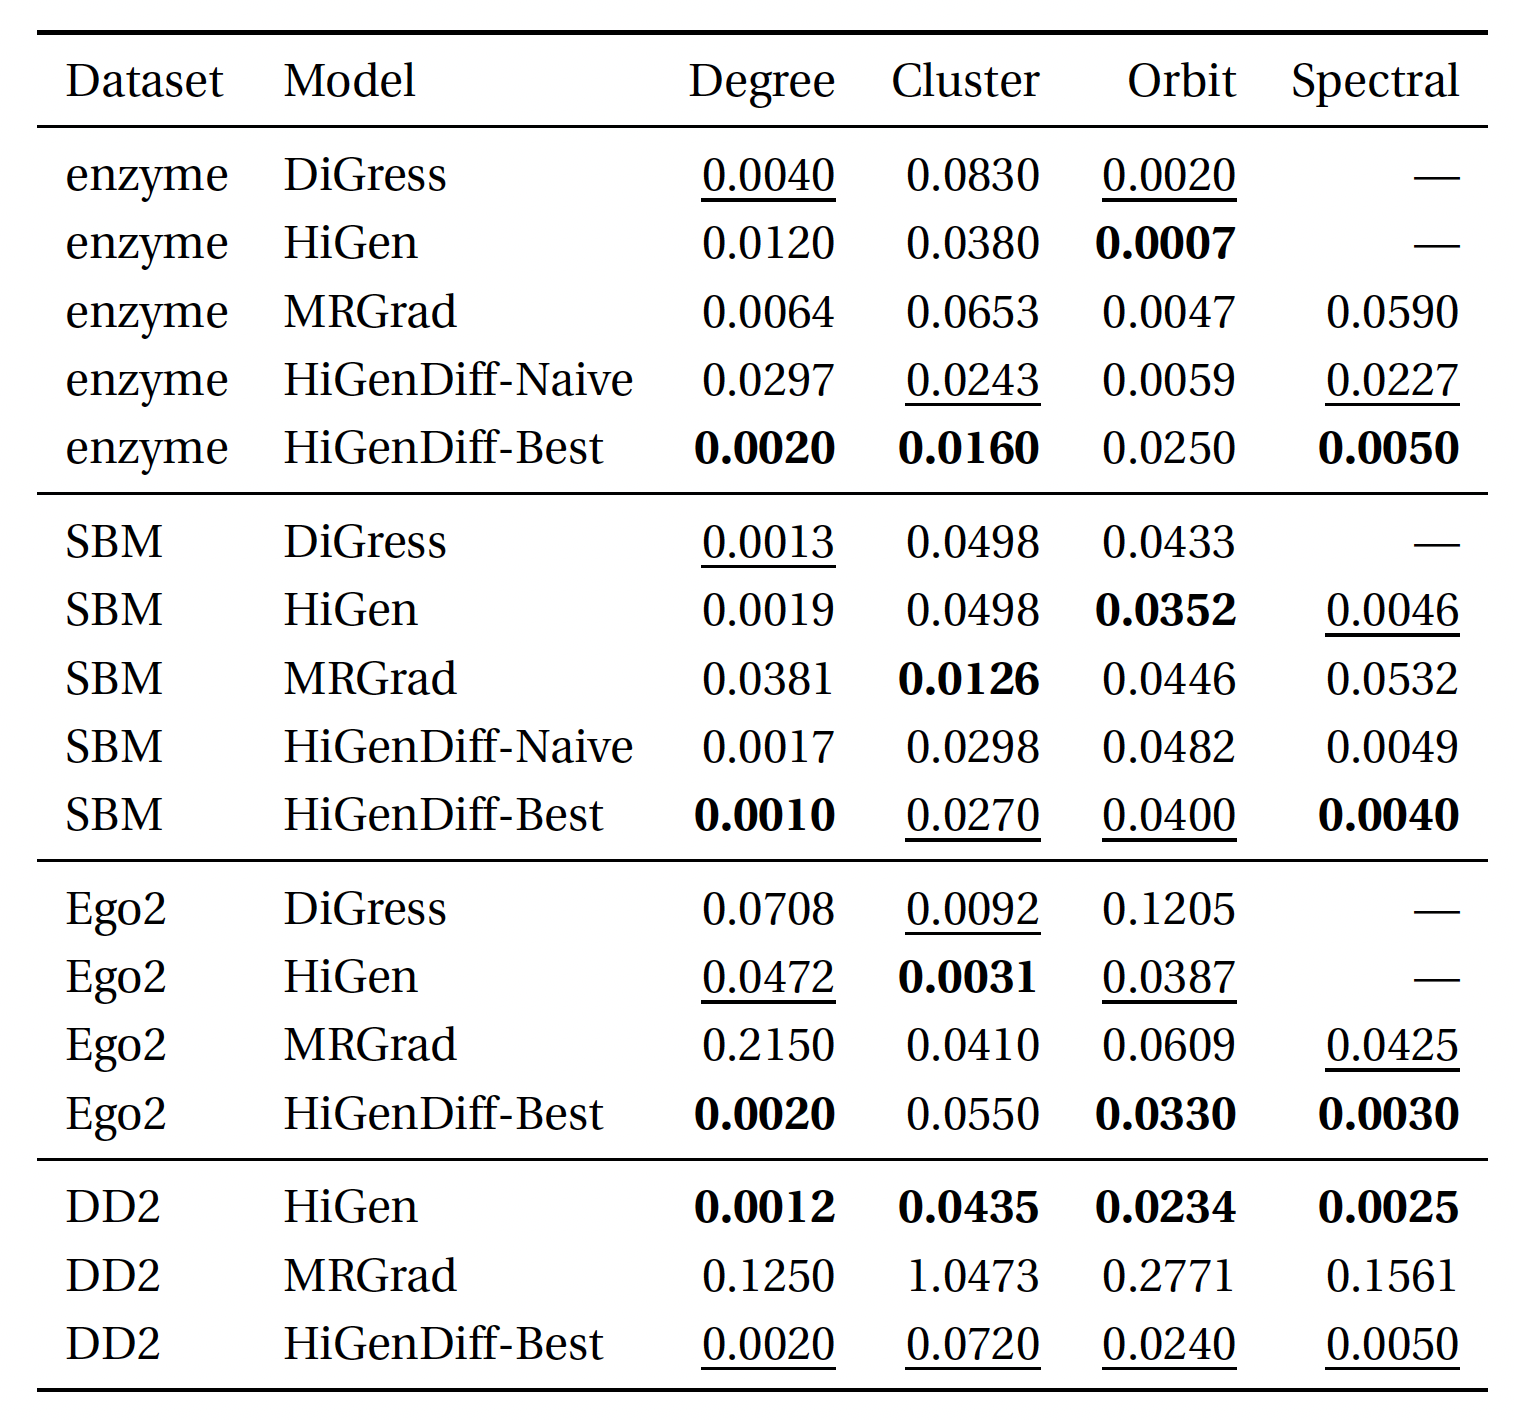 Dataset Model Degree Cluster Orbit Spectral
enzyme DiGress 0.0040 0.0830 0.0020 —
enzyme HiGen 0.0120 0.0380 0.0007 —
enzyme MRGrad 0.0064 0.0653 0.0047 0.0590
enzyme HiGenDiff-Naive 0.0297 0.0243 0.0059 0.0227
enzyme HiGenDiff-Best 0.0020 0.0160 0.0250 0.0050
SBM DiGress 0.0013 0.0498 0.0433 —
SBM HiGen 0.0019 0.0498 0.0352 0.0046
SBM MRGrad 0.0381 0.0126 0.0446 0.0532
SBM HiGenDiff-Naive 0.0017 0.0298 0.0482 0.0049
SBM HiGenDiff-Best 0.0010 0.0270 0.0400 0.0040
Ego2 DiGress 0.0708 0.0092 0.1205 —
Ego2 HiGen 0.0472 0.0031 0.0387 —
Ego2 MRGrad 0.2150 0.0410 0.0609 0.0425
Ego2 HiGenDiff-Best 0.0020 0.0550 0.0330 0.0030
DD2 HiGen 0.0012 0.0435 0.0234 0.0025
DD2 MRGrad 0.1250 1.0473 0.2771 0.1561
DD2 HiGenDiff-Best 0.0020 0.0720 0.0240 0.0050